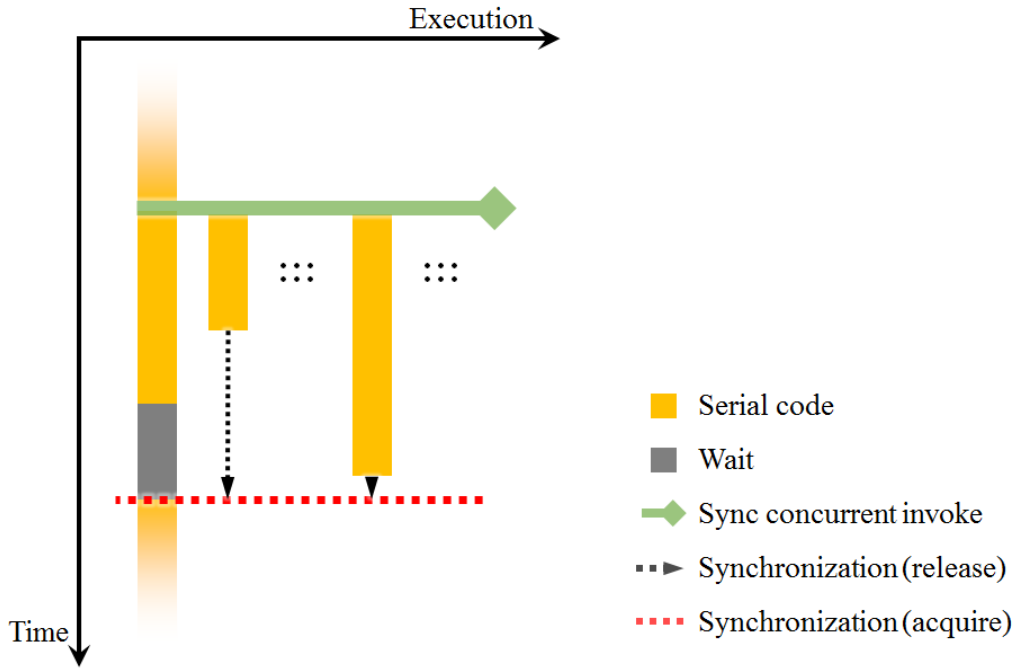 Execution
Serial code
Wait
Sync concurrent invoke
Synchronization (release)
Synchronization (acquire)
Time